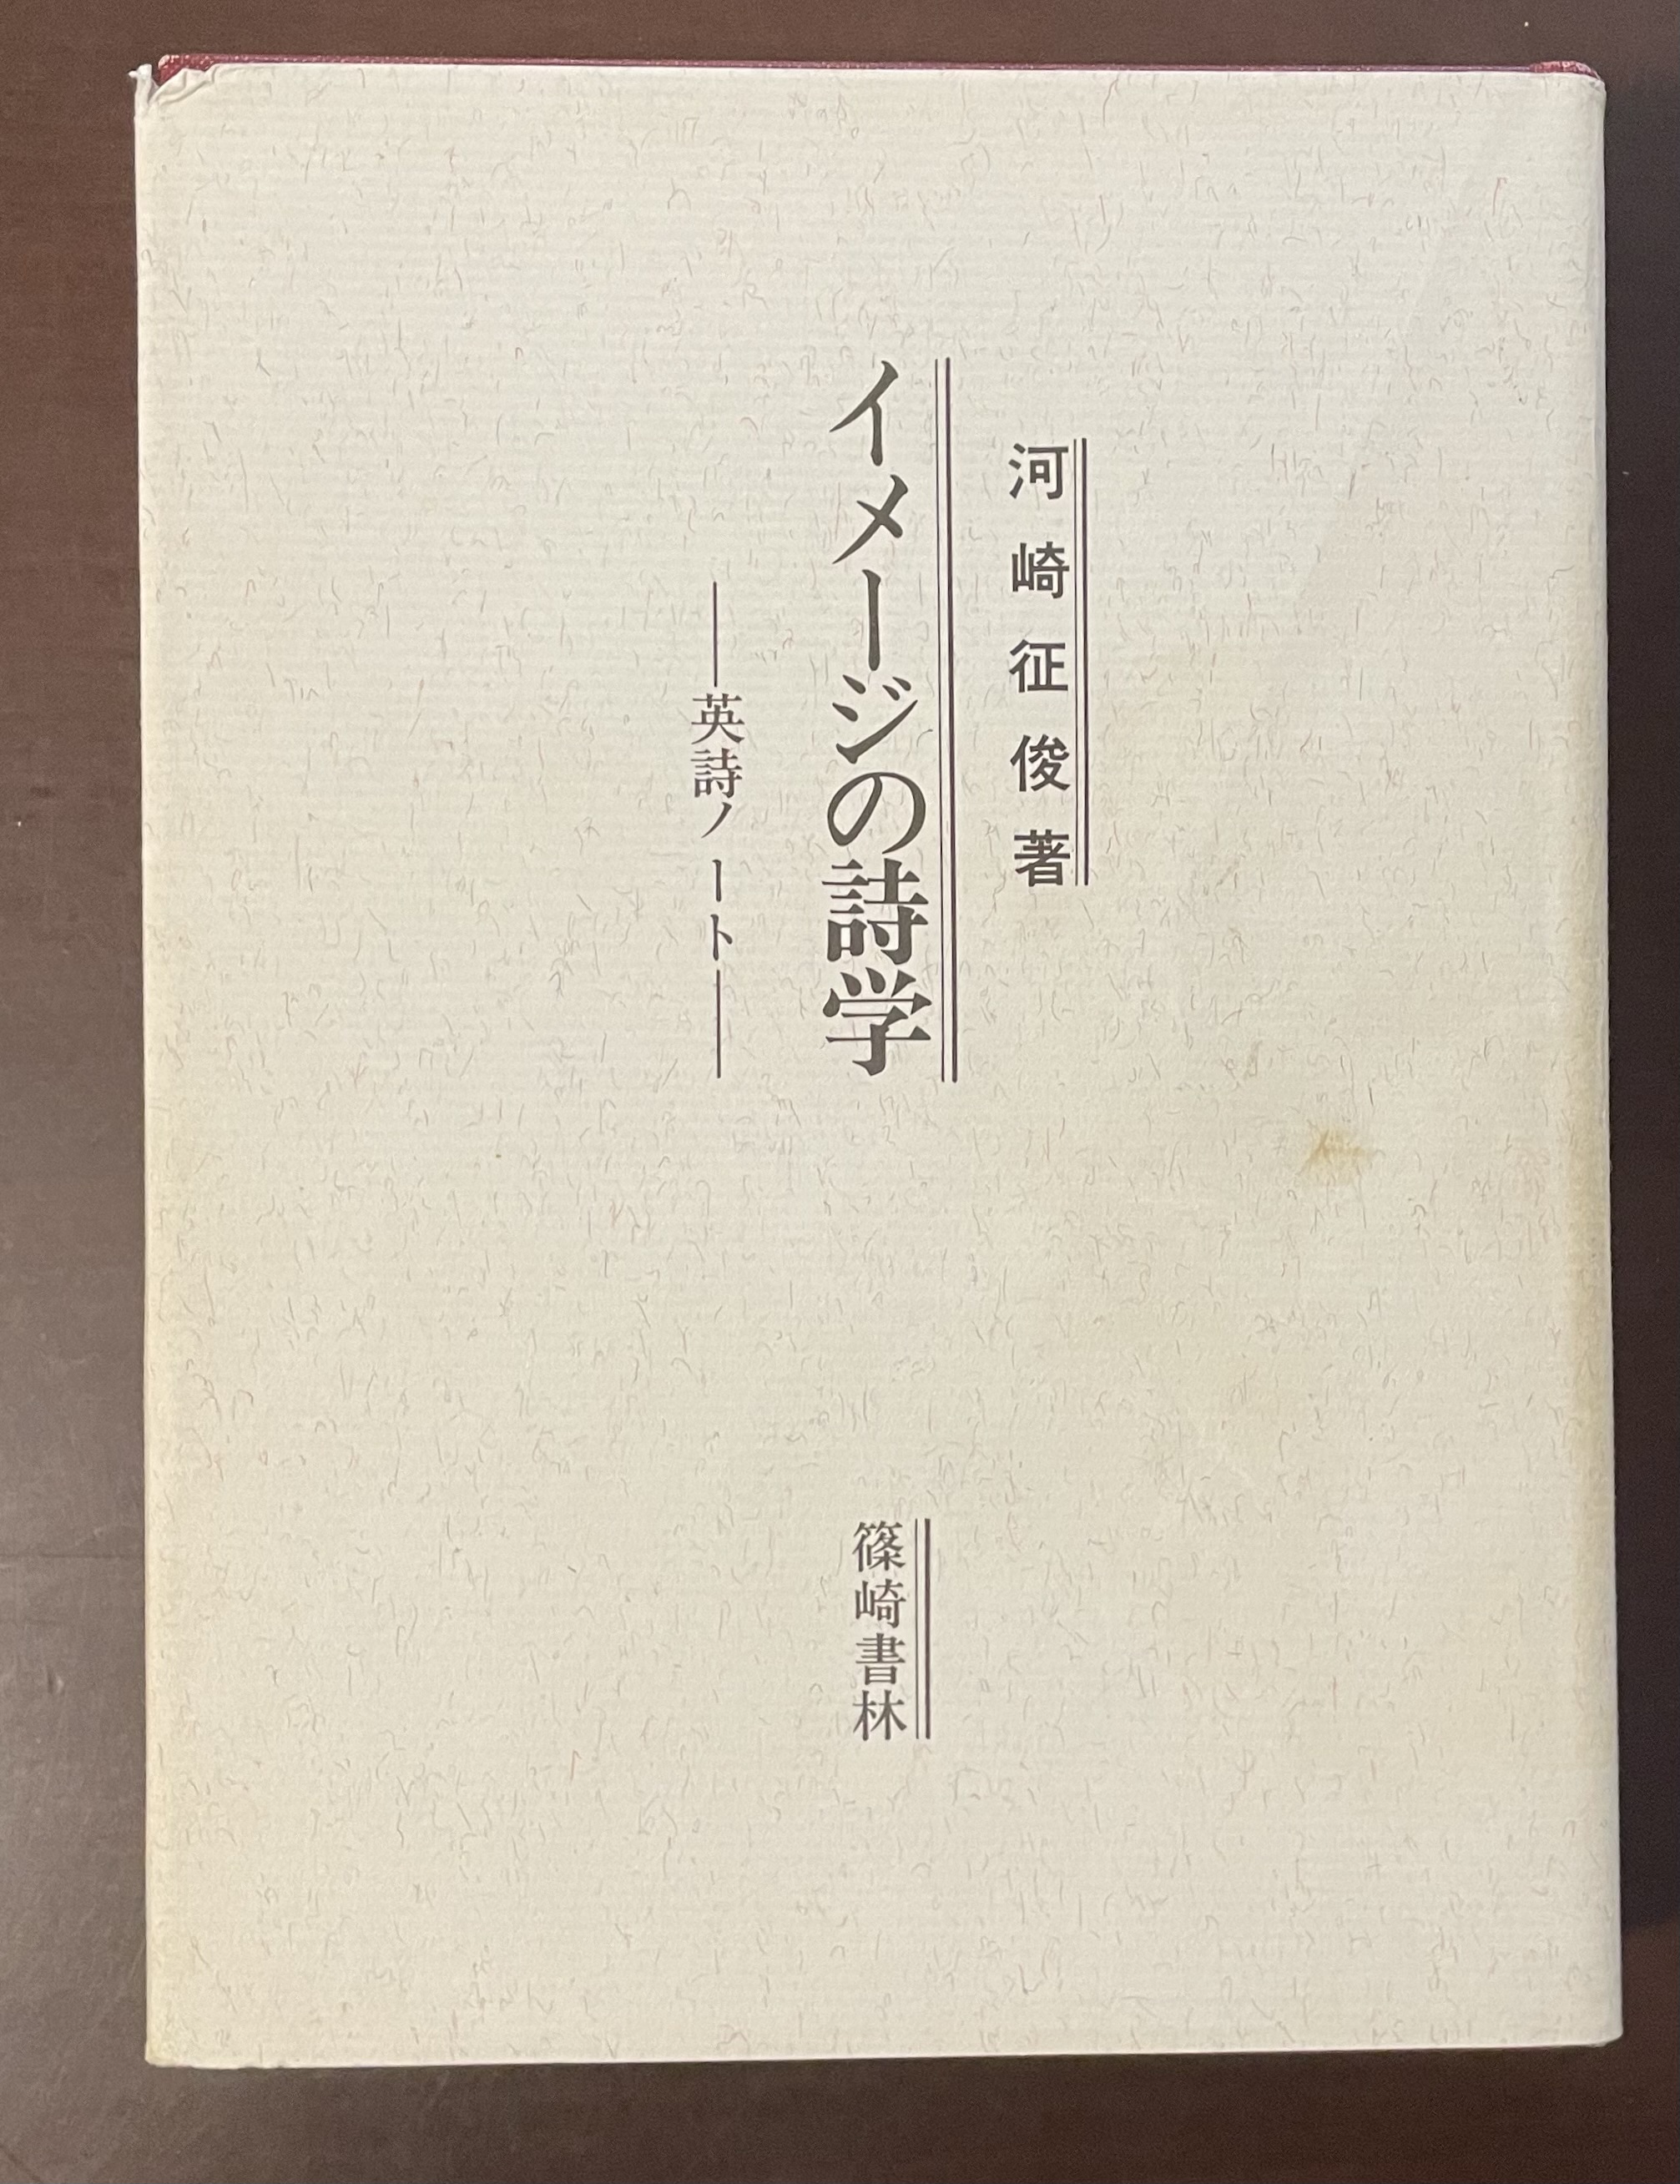 河崎征俊著
イメージの詩学
――英詩ノート――
篠崎書林